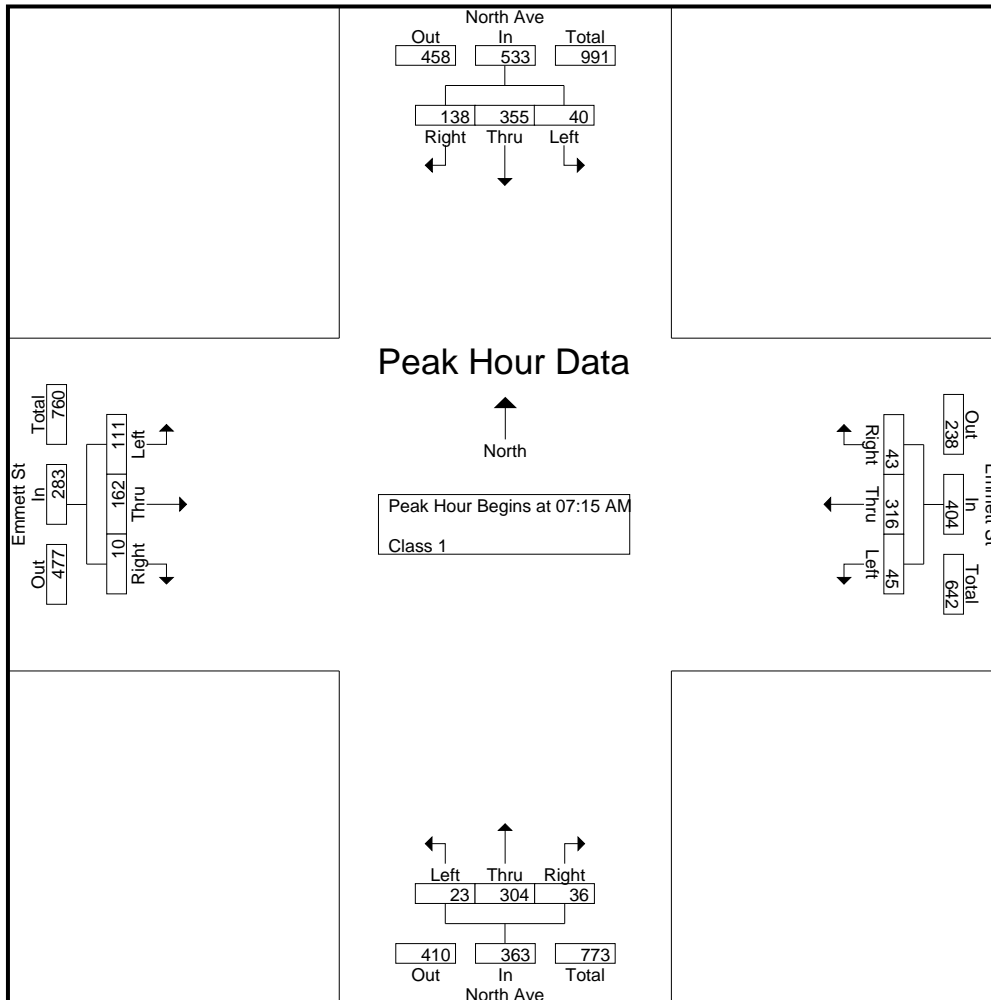 North Ave
Out In Total
458 533 991
138 355 40
Right Thru Left
Peak Hour Data
North
Peak Hour Begins at 07:15 AM
Class 1
Emmett St
Total In Out
760 283 477
111 162 10
Left Thru Right
Right Thru Left
43 316 45
238 404 642
Out In Total
Emmett St
Left Thru Right
23 304 36
410 363 773
Out In Total
North Ave